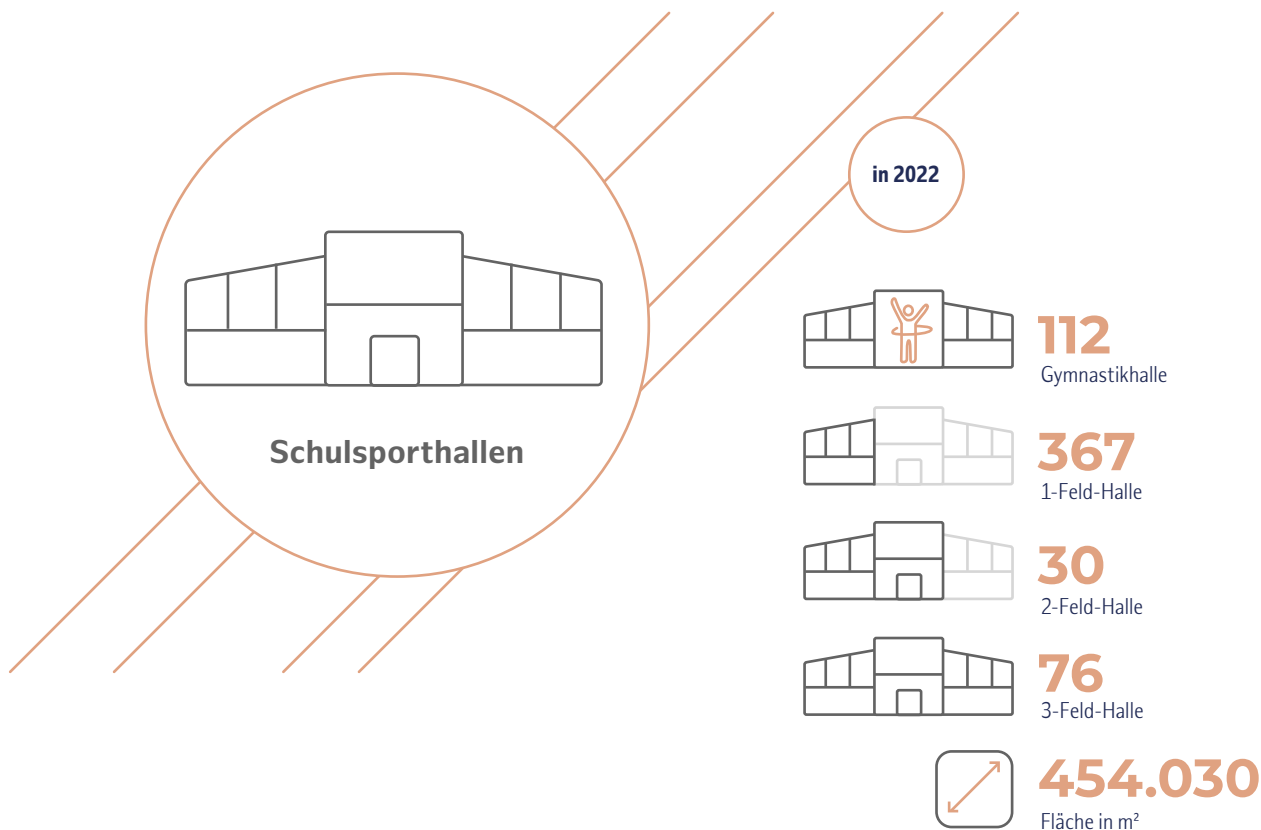 in 2022
Schulsporthallen
112
Gymnastikhalle
367
1-Feld-Halle
30
2-Feld-Halle
76
3-Feld-Halle
454.030
Fläche in m²